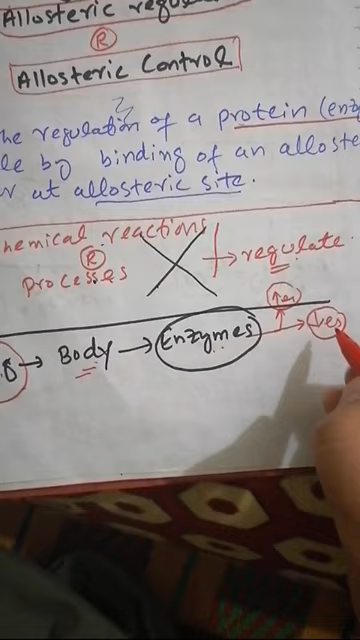 Allosteric regu
R
Allosteric Control
he regulation of a protein (enz
le by binding of an alloste
r at allosteric site.
hemical reactions
R
processes
→ regulate.
↑es
→ Body → Enzymes → ↓es